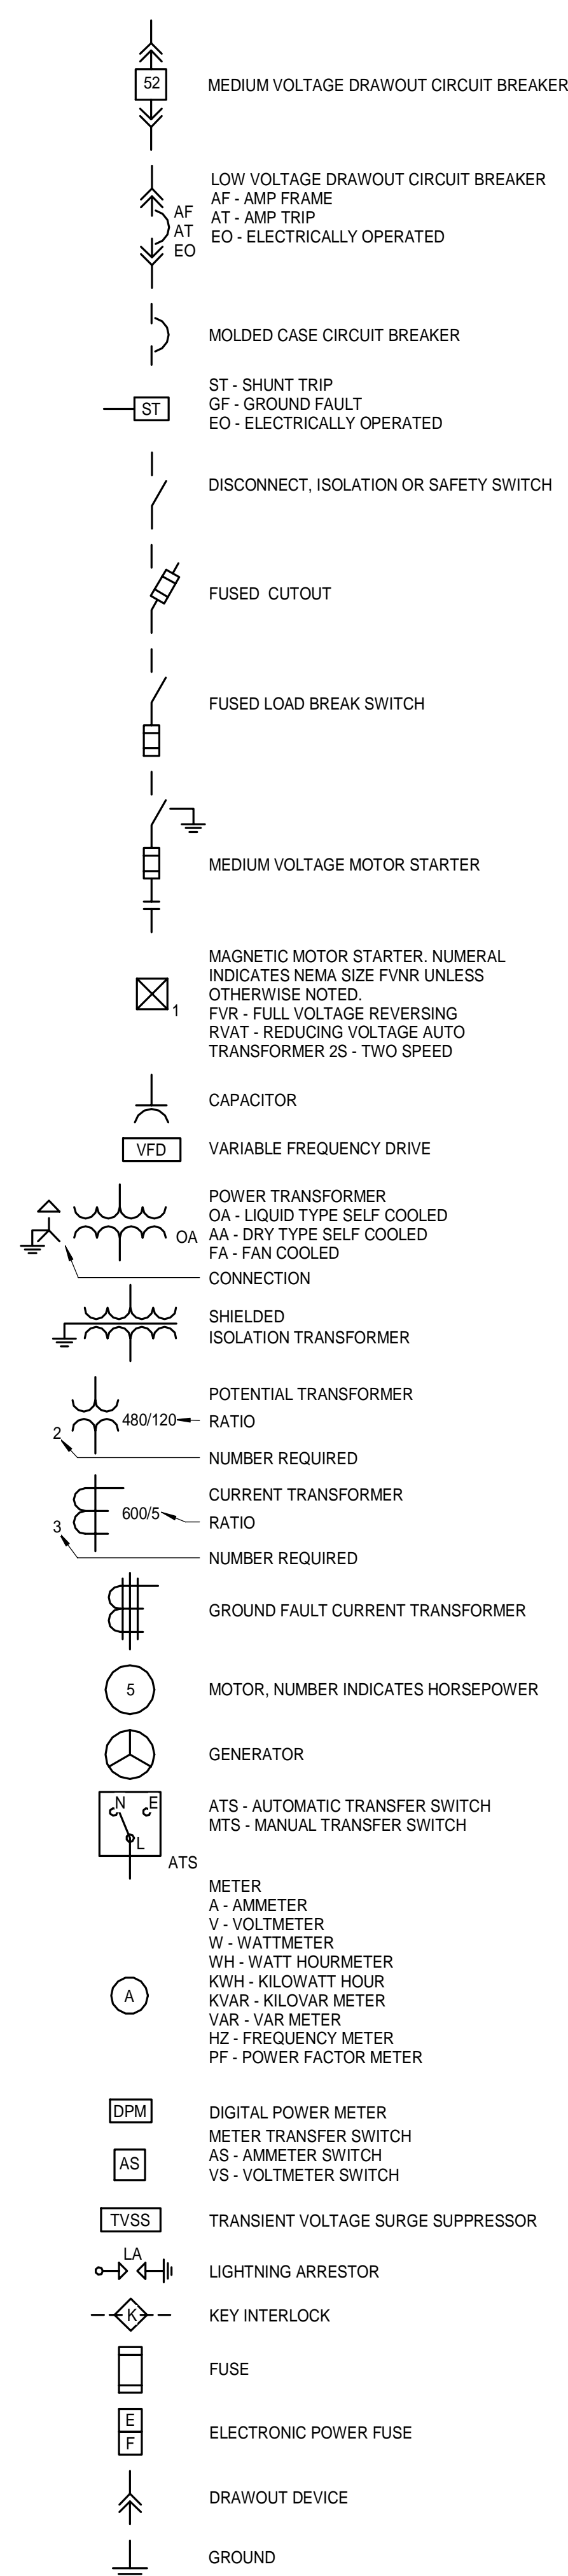 52
MEDIUM VOLTAGE DRAWOUT CIRCUIT BREAKER
AF
AT
EO
LOW VOLTAGE DRAWOUT CIRCUIT BREAKER
AF - AMP FRAME
AT - AMP TRIP
EO - ELECTRICALLY OPERATED
MOLDED CASE CIRCUIT BREAKER
ST
ST - SHUNT TRIP
GF - GROUND FAULT
EO - ELECTRICALLY OPERATED
DISCONNECT, ISOLATION OR SAFETY SWITCH
FUSED CUTOUT
FUSED LOAD BREAK SWITCH
MEDIUM VOLTAGE MOTOR STARTER
1
MAGNETIC MOTOR STARTER. NUMERAL
INDICATES NEMA SIZE FVNR UNLESS
OTHERWISE NOTED.
FVR - FULL VOLTAGE REVERSING
RVAT - REDUCING VOLTAGE AUTO
TRANSFORMER 2S - TWO SPEED
CAPACITOR
VFD
VARIABLE FREQUENCY DRIVE
OA
POWER TRANSFORMER
OA - LIQUID TYPE SELF COOLED
AA - DRY TYPE SELF COOLED
FA - FAN COOLED
CONNECTION
SHIELDED
ISOLATION TRANSFORMER
POTENTIAL TRANSFORMER
480/120
RATIO
2
NUMBER REQUIRED
CURRENT TRANSFORMER
600/5
RATIO
3
NUMBER REQUIRED
GROUND FAULT CURRENT TRANSFORMER
5
MOTOR, NUMBER INDICATES HORSEPOWER
GENERATOR
N E
L
ATS
ATS - AUTOMATIC TRANSFER SWITCH
MTS - MANUAL TRANSFER SWITCH
A
METER
A - AMMETER
V - VOLTMETER
W - WATTMETER
WH - WATT HOURMETER
KWH - KILOWATT HOUR
KVAR - KILOVAR METER
VAR - VAR METER
HZ - FREQUENCY METER
PF - POWER FACTOR METER
DPM
DIGITAL POWER METER
AS
METER TRANSFER SWITCH
AS - AMMETER SWITCH
VS - VOLTMETER SWITCH
TVSS
TRANSIENT VOLTAGE SURGE SUPPRESSOR
LA
LIGHTNING ARRESTOR
K
KEY INTERLOCK
FUSE
E
F
ELECTRONIC POWER FUSE
DRAWOUT DEVICE
GROUND